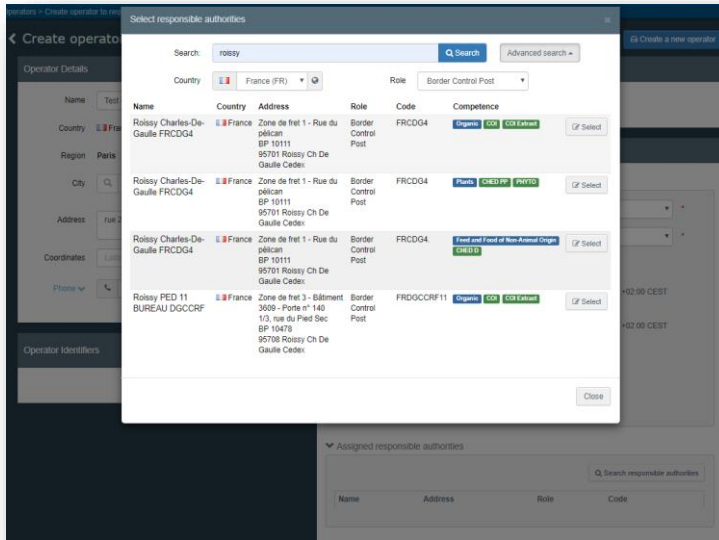 Operators > Create operator to res
Create operato
Create a new operator
Operator Details
Name Test
Country France
Region Paris
City
Address rue 2
Coordinates
Phone
Operator Identifiers
Select responsible authorities
Search: roissy Search Advanced search
Country France (FR) Role Border Control Post
Name Country Address Role Code Competence
Roissy Charles-De-Gaulle FRCDG4 France Zone de fret 1 - Rue du Border FRCDG4 Organic COI COI Extract Select
pélican Control
BP 10111 Post
95701 Roissy Ch De
Gaulle Cedex
Roissy Charles-De-Gaulle FRCDG4 France Zone de fret 1 - Rue du Border FRCDG4 Plants CHED PP PHYTO Select
pélican Control
BP 10111 Post
95701 Roissy Ch De
Gaulle Cedex
Roissy Charles-De-Gaulle FRCDG4 France Zone de fret 1 - Rue du Border FRCDG4 Feed and Food of Non-Animal Origin Select
pélican Control CHED D
BP 10111 Post
95701 Roissy Ch De
Gaulle Cedex
Roissy PED 11 France Zone de fret 3 - Bâtiment Border FRDGCCRF11 Organic COI COI Extract Select
BUREAU DGCCRF 3609 - Porte n° 140 Control
1/3, rue du Pied Sec Post
BP 10478
95708 Roissy Ch De
Gaulle Cedex
Close
+02:00 CEST
+02:00 CEST
Assigned responsible authorities
Search responsible authorities
Name Address Role Code